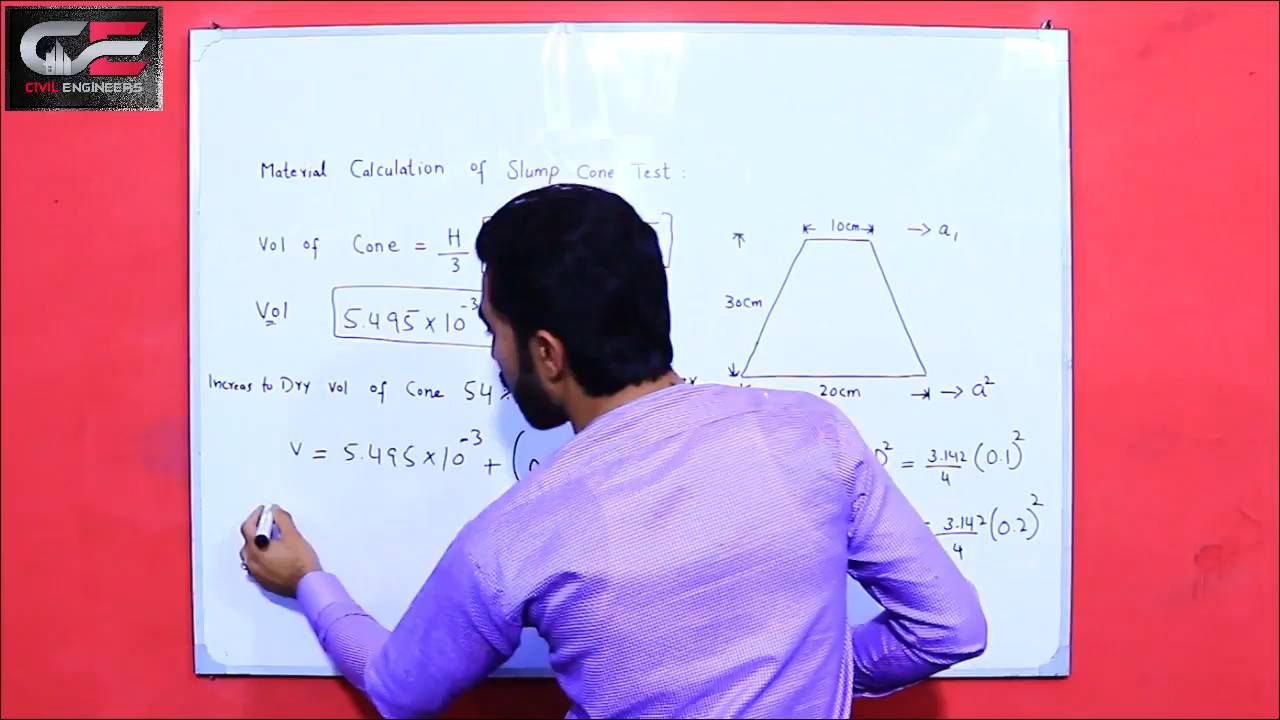 CE
CIVIL ENGINEERS
Material Calculation of Slump Cone Test :
Vol of Cone = H/3 [
Vol 5.495 × 10⁻³
Increas to Dry vol of Cone 54
V = 5.495 × 10⁻³ + (
10cm → a₁
30cm
20cm → a²
² = 3.142/4 (0.1)²
= 3.142/4 (0.2)²